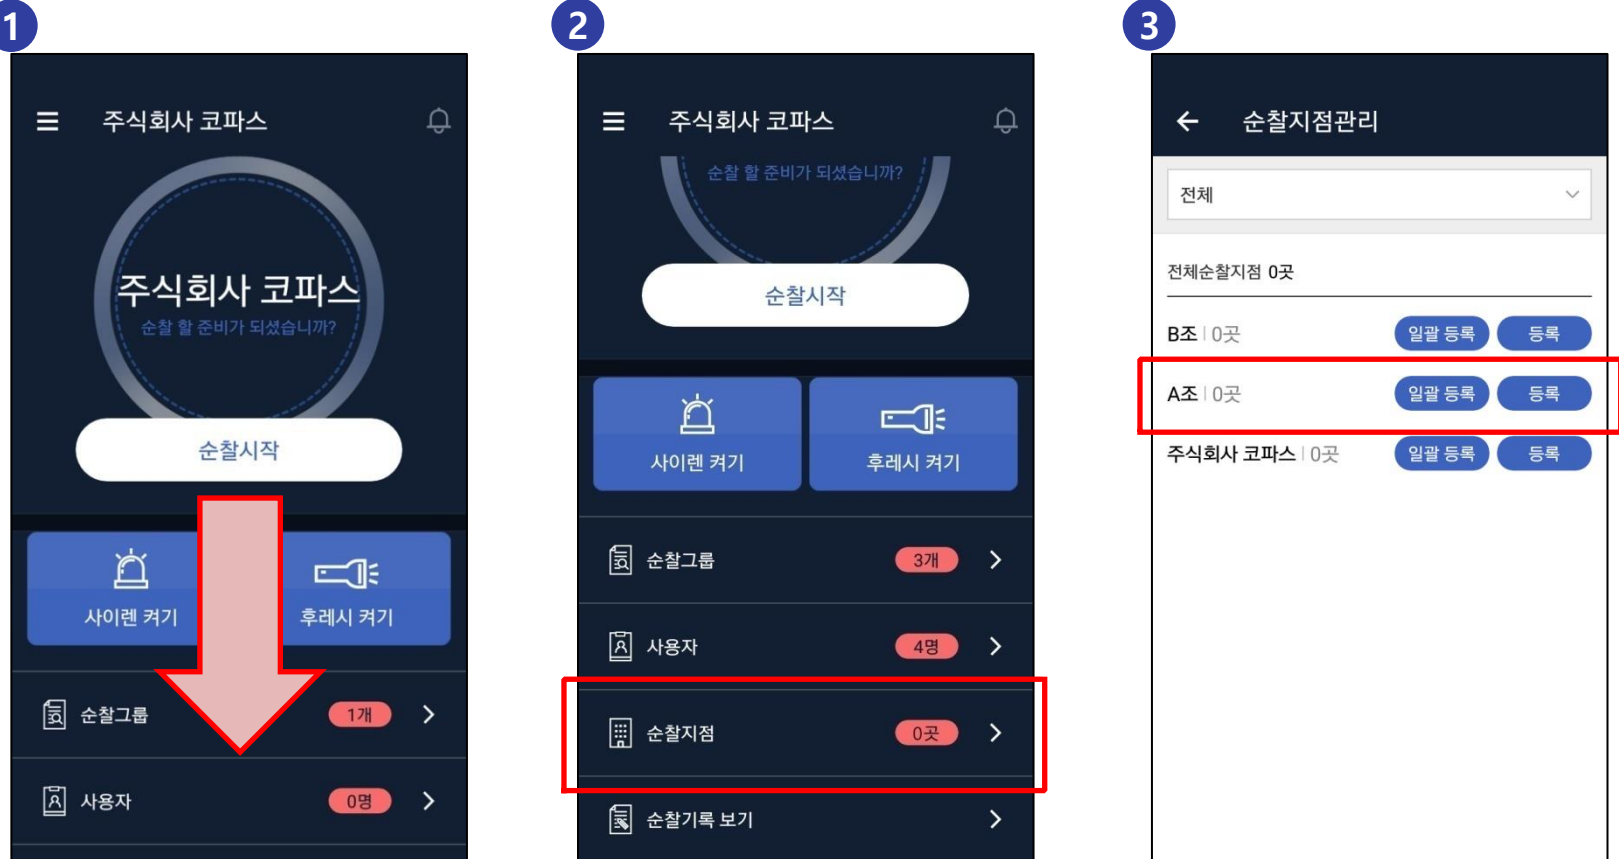 1
주식회사 코파스
주식회사 코파스
순찰 할 준비가 되셨습니까?
순찰시작
사이렌 켜기
후레시 켜기
순찰그룹 1개
사용자 0명
2
주식회사 코파스
순찰 할 준비가 되셨습니까?
순찰시작
사이렌 켜기
후레시 켜기
순찰그룹 3개
사용자 4명
순찰지점 0곳
순찰기록 보기
3
순찰지점관리
전체
전체순찰지점 0곳
B조 0곳 일괄 등록 등록
A조 0곳 일괄 등록 등록
주식회사 코파스 0곳 일괄 등록 등록